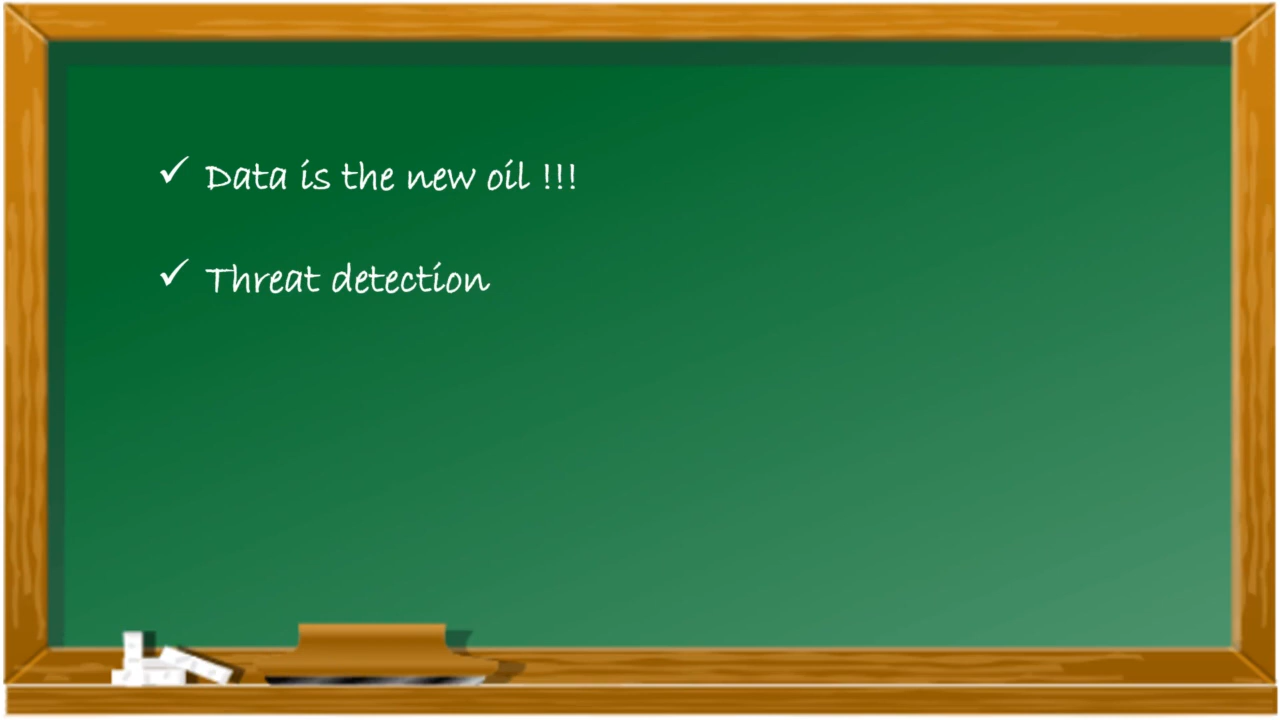 ✓ Data is the new oil !!!
✓ Threat detection